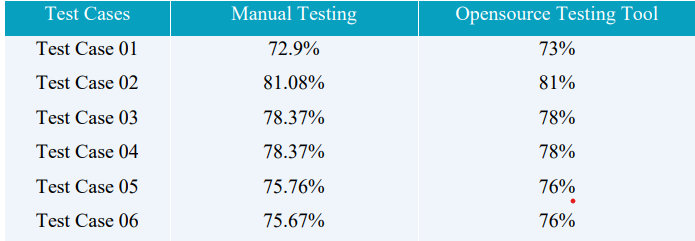 Test Cases Manual Testing Opensource Testing Tool
Test Case 01 72.9% 73%
Test Case 02 81.08% 81%
Test Case 03 78.37% 78%
Test Case 04 78.37% 78%
Test Case 05 75.76% 76%
Test Case 06 75.67% 76%